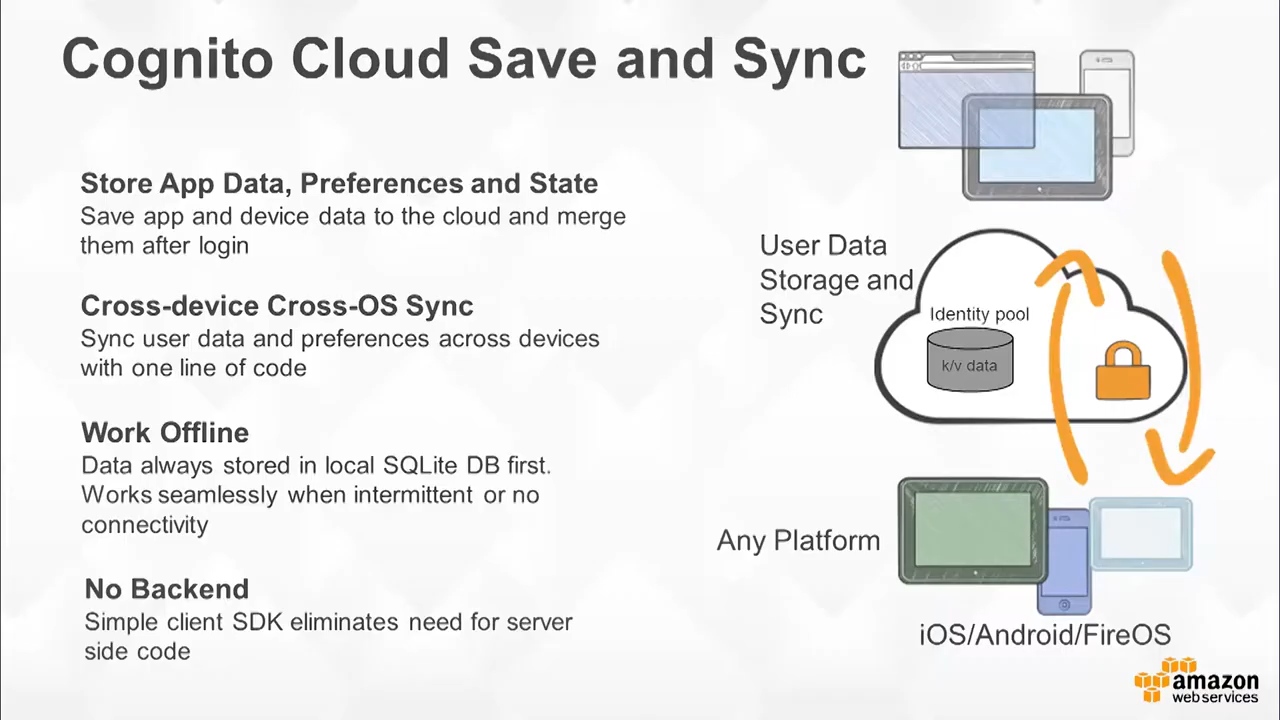 Cognito Cloud Save and Sync
Store App Data, Preferences and State
Save app and device data to the cloud and merge
them after login
Cross-device Cross-OS Sync
Sync user data and preferences across devices
with one line of code
Work Offline
Data always stored in local SQLite DB first.
Works seamlessly when intermittent or no
connectivity
No Backend
Simple client SDK eliminates need for server
side code
User Data
Storage and
Sync
Identity pool
k/v data
Any Platform
iOS/Android/FireOS
amazon
web services